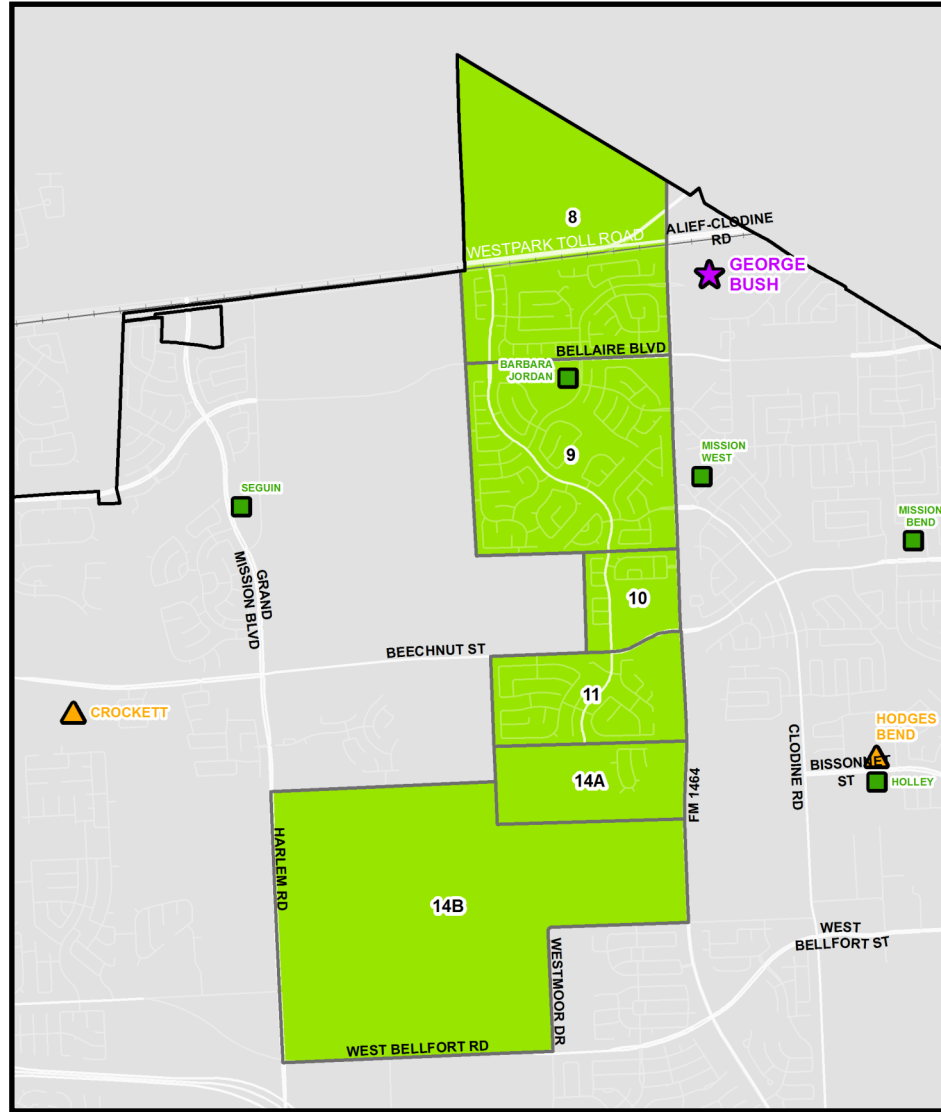 8
ALIEF-CLODINE
RD
WESTPARK TOLL ROAD
GEORGE
BUSH
BELLAIRE BLVD
BARBARA
JORDAN
9
MISSION
WEST
SEGUIN
MISSION
BEND
GRAND
MISSION BLVD
10
BEECHNUT ST
11
CROCKETT
HODGES
BEND
BISSONNET
ST
HOLLEY
CLODINE RD
14A
FM 1464
HARLEM RD
14B
WEST
BELLFORT ST
WESTMOOR DR
WEST BELLFORT RD